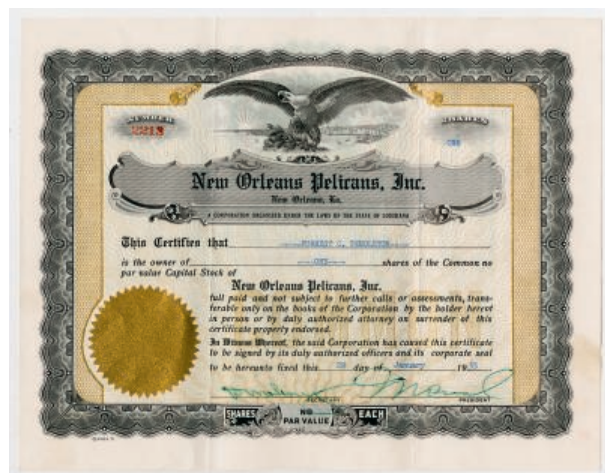 NUMBER
2213
SHARES
ONE
New Orleans Pelicans, Inc.
New Orleans, La.
A CORPORATION ORGANIZED UNDER THE LAWS OF THE STATE OF LOUISIANA
This Certifies that FORREST C.
is the owner of ---ONE--- shares of the Common no
par value Capital Stock of
New Orleans Pelicans, Inc.
full paid and not subject to further calls or assessments, trans-
ferable only on the books of the Corporation by the holder hereof
in person or by duly authorized attorney on surrender of this
certificate properly endorsed.
In Witness Whereof, the said Corporation has caused this certificate
to be signed by its duly authorized officers and its corporate seal
to be hereunto fixed this day of January 19
SECRETARY
PRESIDENT
SHARES NO PAR VALUE EACH